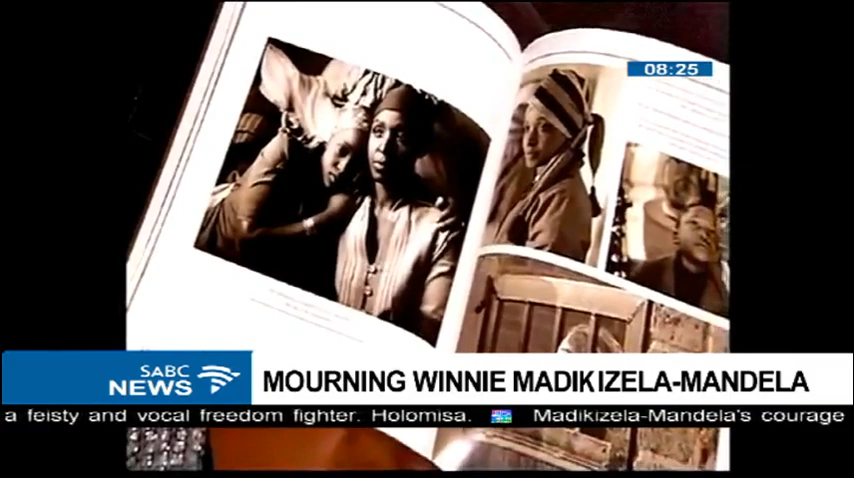 08:25
SABC
NEWS
MOURNING WINNIE MADIKIZELA-MANDELA
a feisty and vocal freedom fighter. Holomisa. Madikizela-Mandela's courage